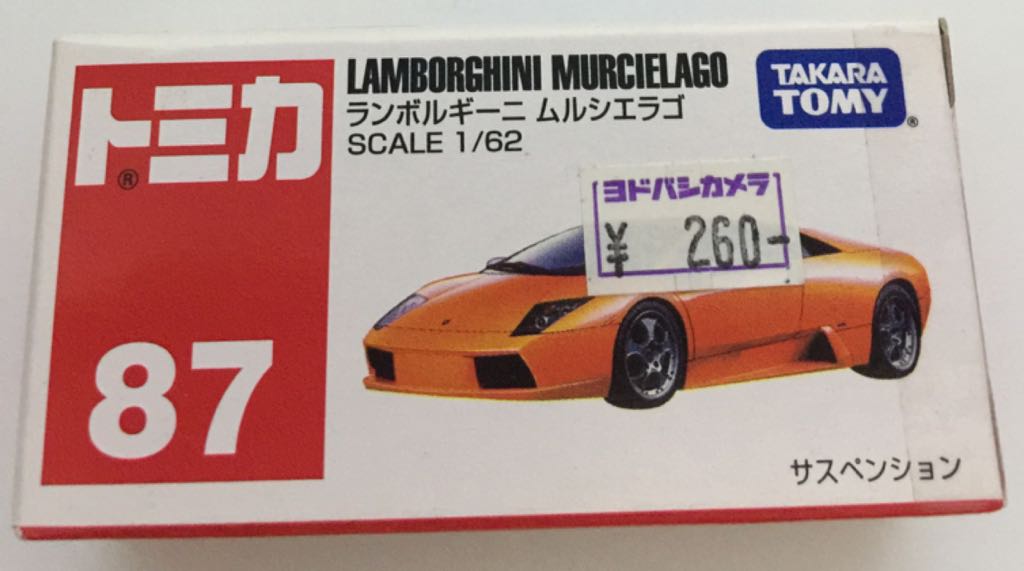 トミカ®
LAMBORGHINI MURCIELAGO
ランボルギーニ ムルシエラゴ
SCALE 1/62
TAKARA
TOMY®
ヨドバシカメラ
¥ 260-
87
サスペンション